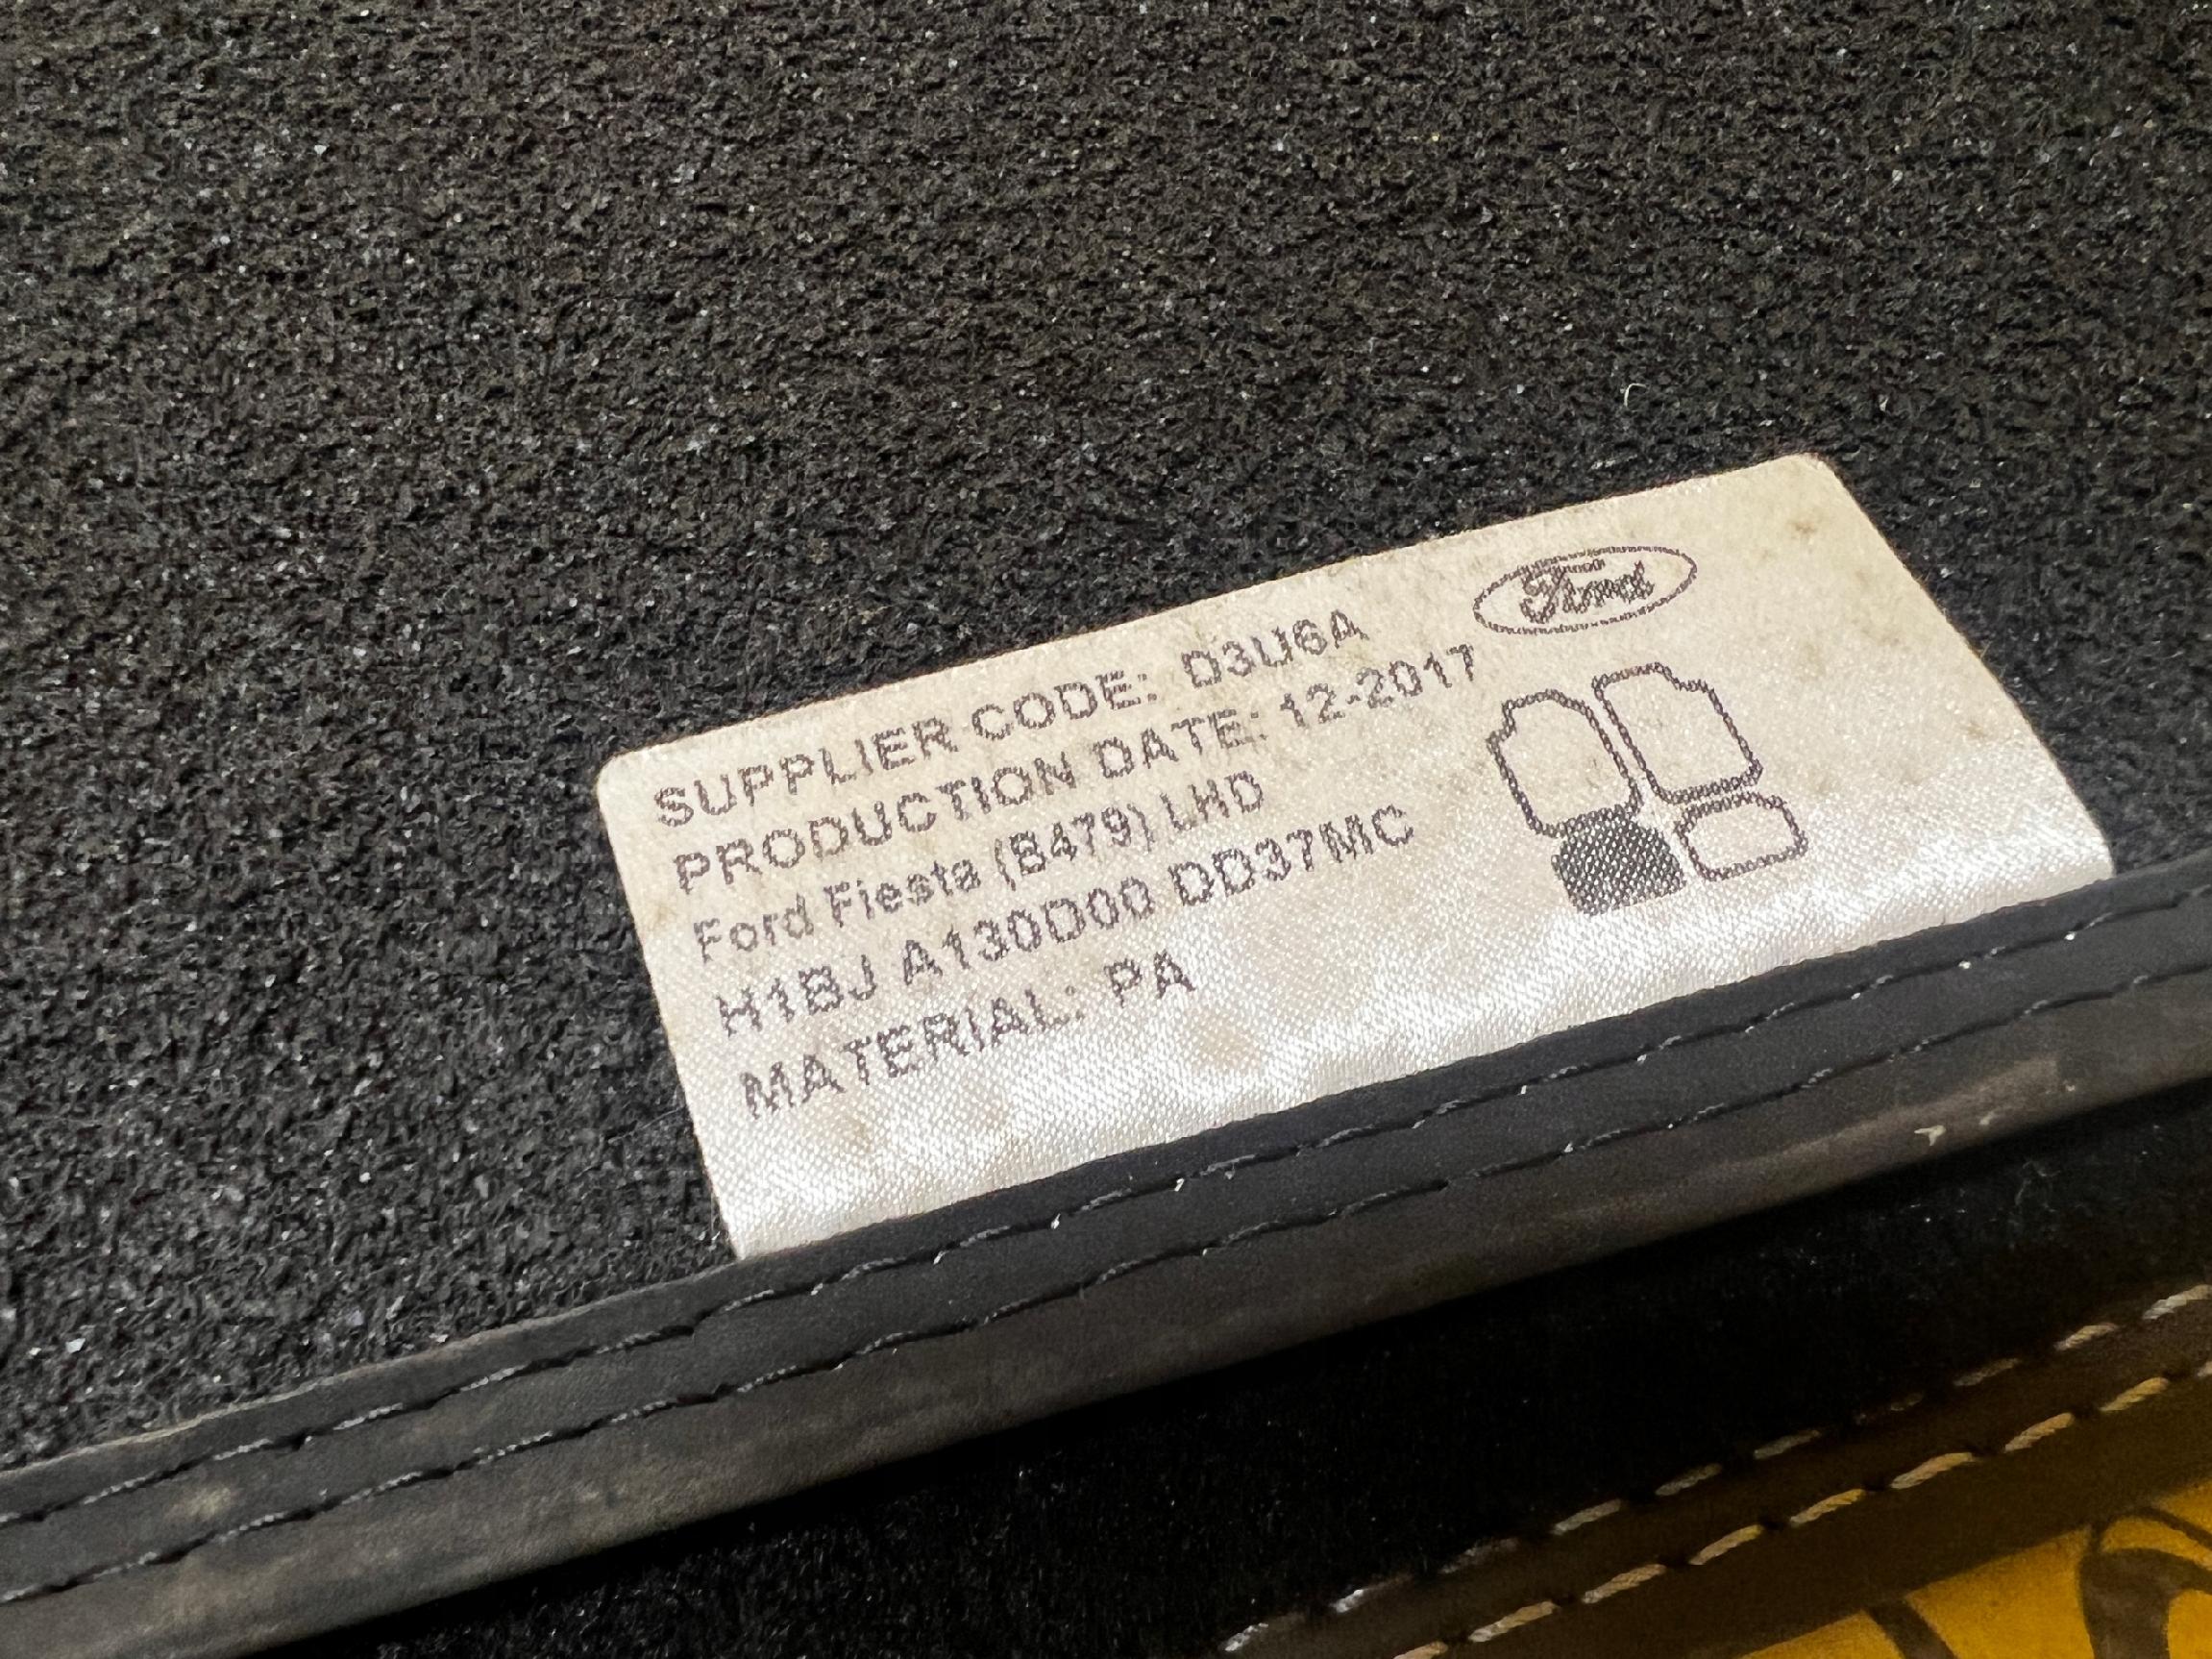 Ford
SUPPLIER CODE: D3U6A
PRODUCTION DATE: 12-2017
Ford Fiesta (B479) LHD
H1BJ A130D00 DD37MC
MATERIAL: PA